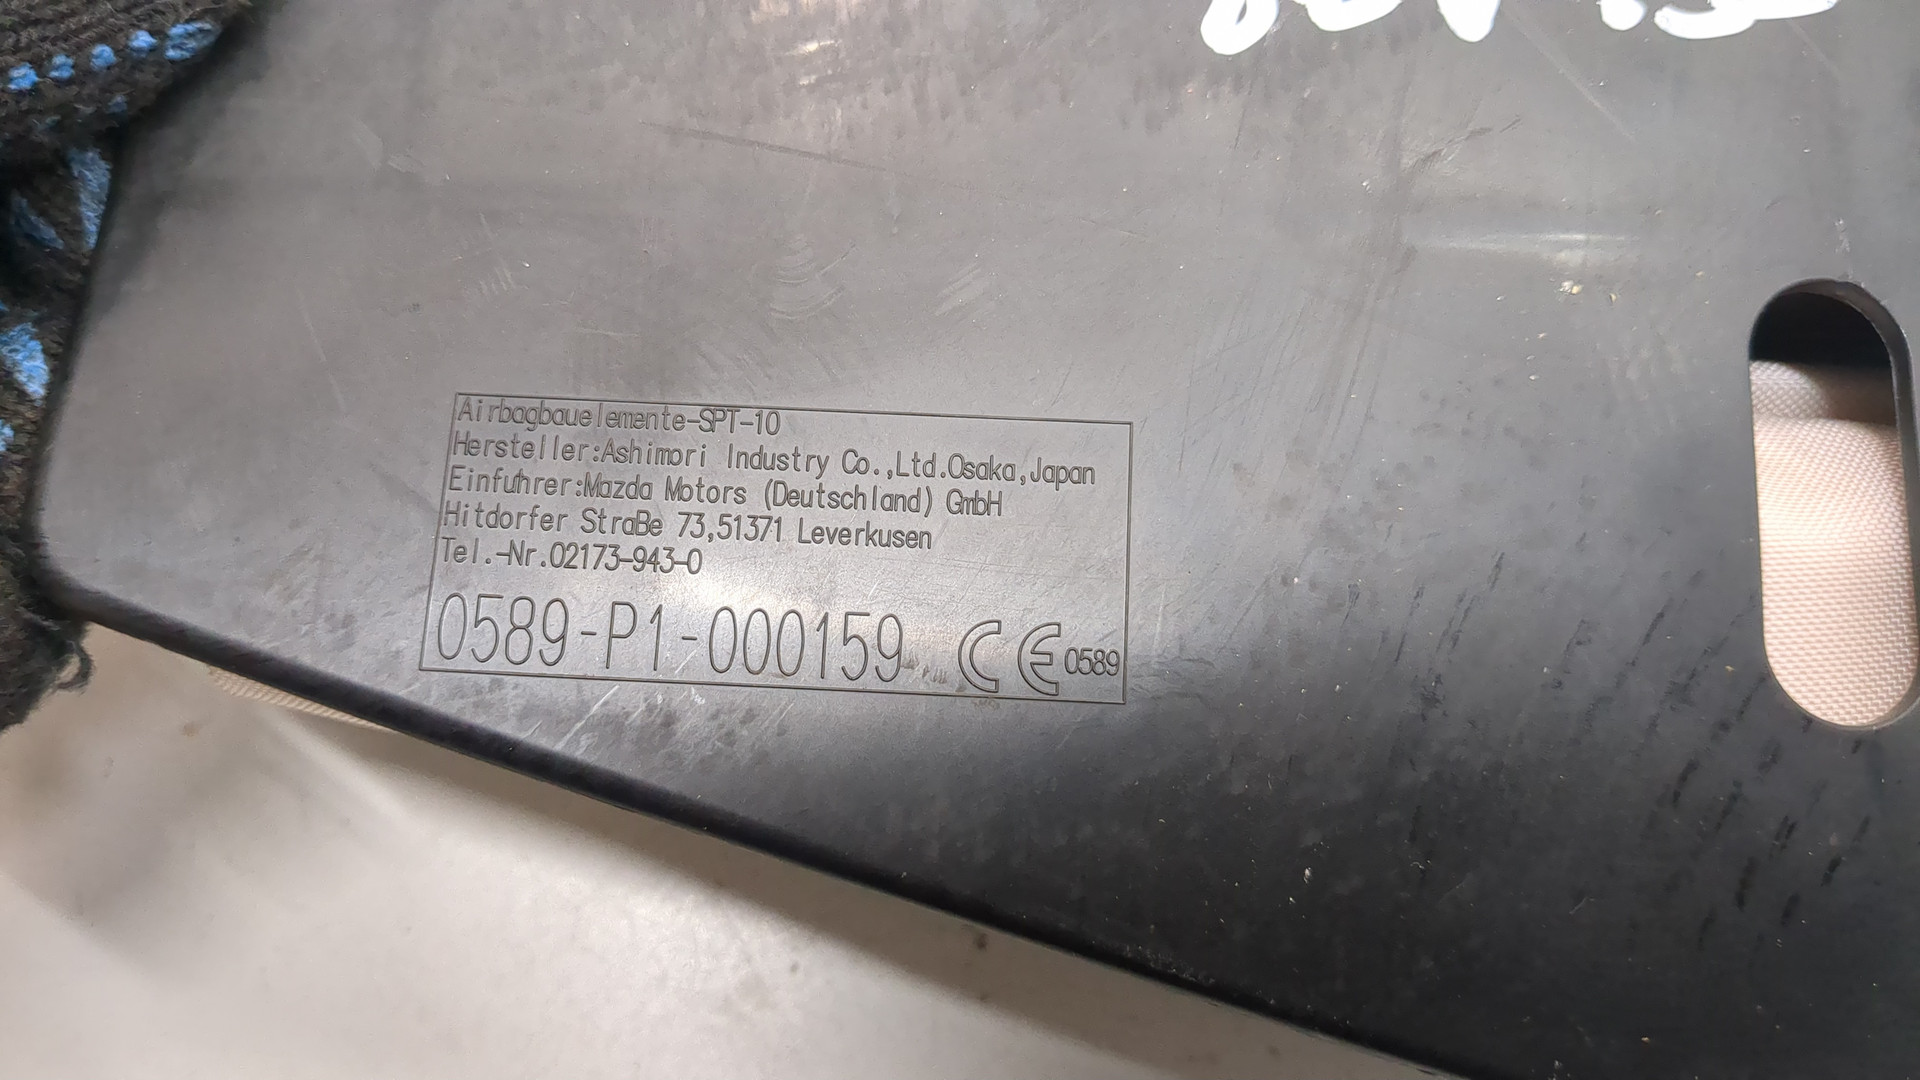 Airbagbauelemente-SPT-10
Hersteller:Ashimori Industry Co.,Ltd.Osaka,Japan
Einfuhrer:Mazda Motors (Deutschland) GmbH
Hitdorfer StraBe 73,51371 Leverkusen
Tel.-Nr.02173-943-0
0589-P1-000159 CE 0589